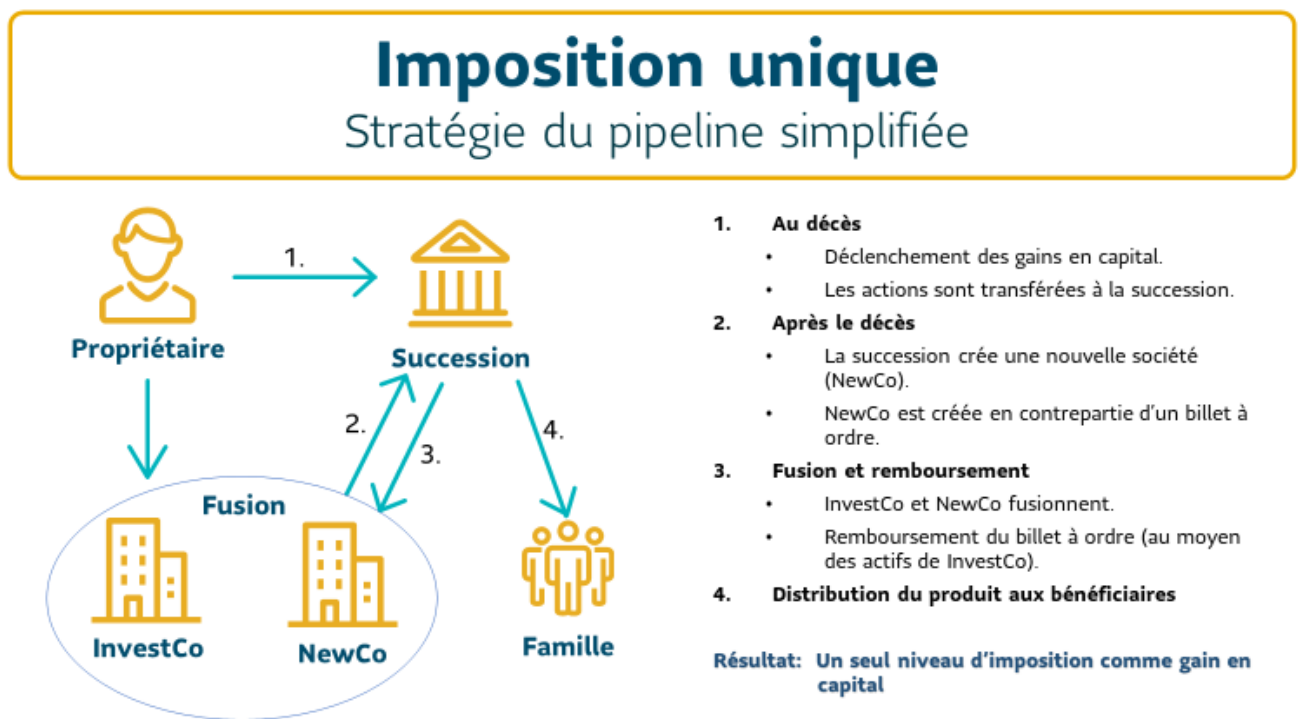 Imposition unique
Stratégie du pipeline simplifiée
1.
Propriétaire
Succession
2.
3.
4.
Fusion
InvestCo
NewCo
Famille
1. Au décès
• Déclenchement des gains en capital.
• Les actions sont transférées à la succession.
2. Après le décès
• La succession crée une nouvelle société
(NewCo).
• NewCo est créée en contrepartie d'un billet à
ordre.
3. Fusion et remboursement
• InvestCo et NewCo fusionnent.
• Remboursement du billet à ordre (au moyen
des actifs de InvestCo).
4. Distribution du produit aux bénéficiaires
Résultat: Un seul niveau d'imposition comme gain en
capital